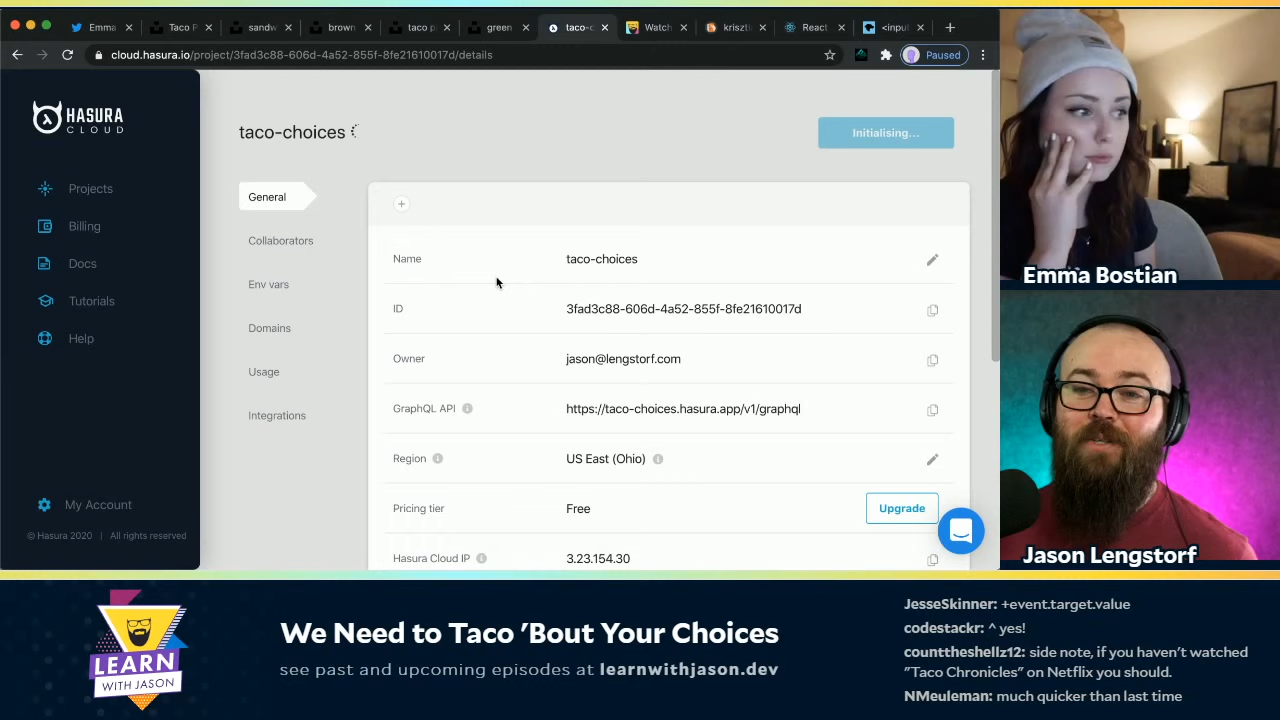 Emma
Taco P
sandw
brown
taco p
green
taco-c
Watch
kriszti
React
<input
cloud.hasura.io/project/3fad3c88-606d-4a52-855f-8fe21610017d/details
Paused
HASURA
CLOUD
Projects
Billing
Docs
Tutorials
Help
My Account
© Hasura 2020 | All rights reserved
taco-choices
Initialising...
General
Collaborators
Env vars
Domains
Usage
Integrations
Name taco-choices
ID 3fad3c88-606d-4a52-855f-8fe21610017d
Owner jason@lengstorf.com
GraphQL API https://taco-choices.hasura.app/v1/graphql
Region US East (Ohio)
Pricing tier Free Upgrade
Hasura Cloud IP 3.23.154.30
Emma Bostian
Jason Lengstorf
LEARN
WITH JASON
We Need to Taco ’Bout Your Choices
see past and upcoming episodes at learnwithjason.dev
JesseSkinner: +event.target.value
codestackr: ^ yes!
counttheshellz12: side note, if you haven't watched
"Taco Chronicles" on Netflix you should.
NMeuleman: much quicker than last time